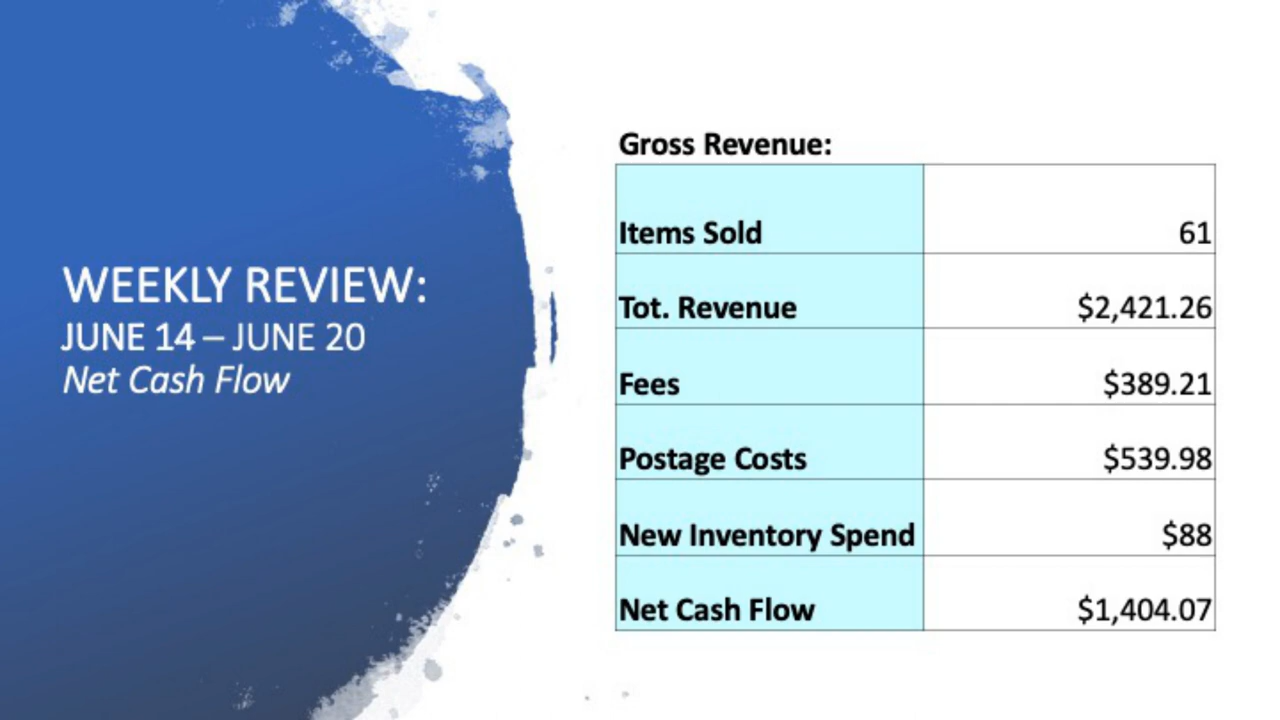 WEEKLY REVIEW:
JUNE 14 – JUNE 20
Net Cash Flow
Gross Revenue:
Items Sold 61
Tot. Revenue $2,421.26
Fees $389.21
Postage Costs $539.98
New Inventory Spend $88
Net Cash Flow $1,404.07